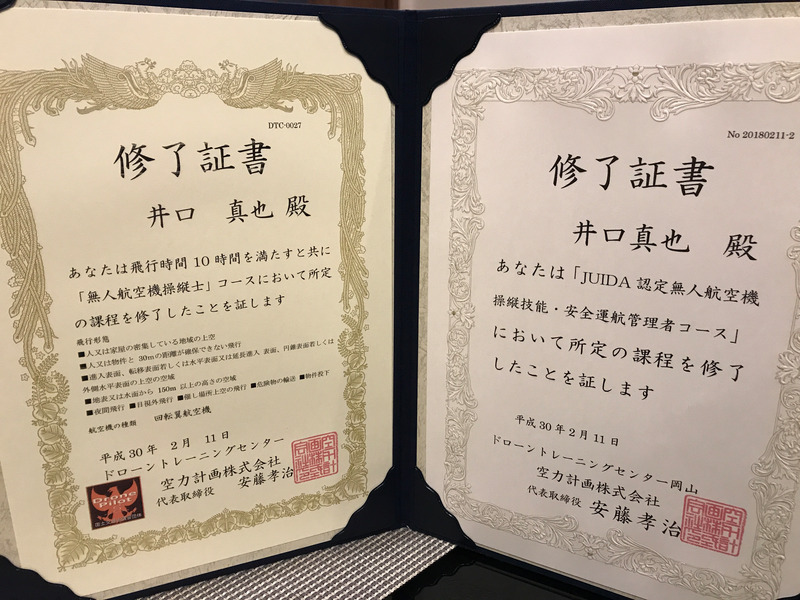 DTC-0027
修了証書
井口 真也 殿
あなたは飛行時間10時間を満たすと共に
「無人航空機操縦士」コースにおいて所定
の課程を修了したことを証します
飛行形態
■人又は家屋の密集している地域の上空
■人又は物件と30mの距離が確保できない飛行
■進入表面、転移表面若しくは水平表面又は延長進入表面、円錐表面若しくは
外側水平表面の上空の空域
■地表又は水面から150m以上の高さの空域
■夜間飛行 ■目視外飛行 ■催し場所上空の飛行 ■危険物の輸送 ■物件投下
航空機の種類 回転翼航空機
平成30年 2月 11日
ドローントレーニングセンター
空力計画株式会社
代表取締役 安藤孝治
Drone
Pilot
No 20180211-2
修了証書
井口真也 殿
あなたは「JUIDA認定無人航空機
操縦技能・安全運航管理者コース」
において所定の課程を修了
したことを証します
平成30年2月11日
ドローントレーニングセンター岡山
空力計画株式会社
代表取締役 安藤孝治